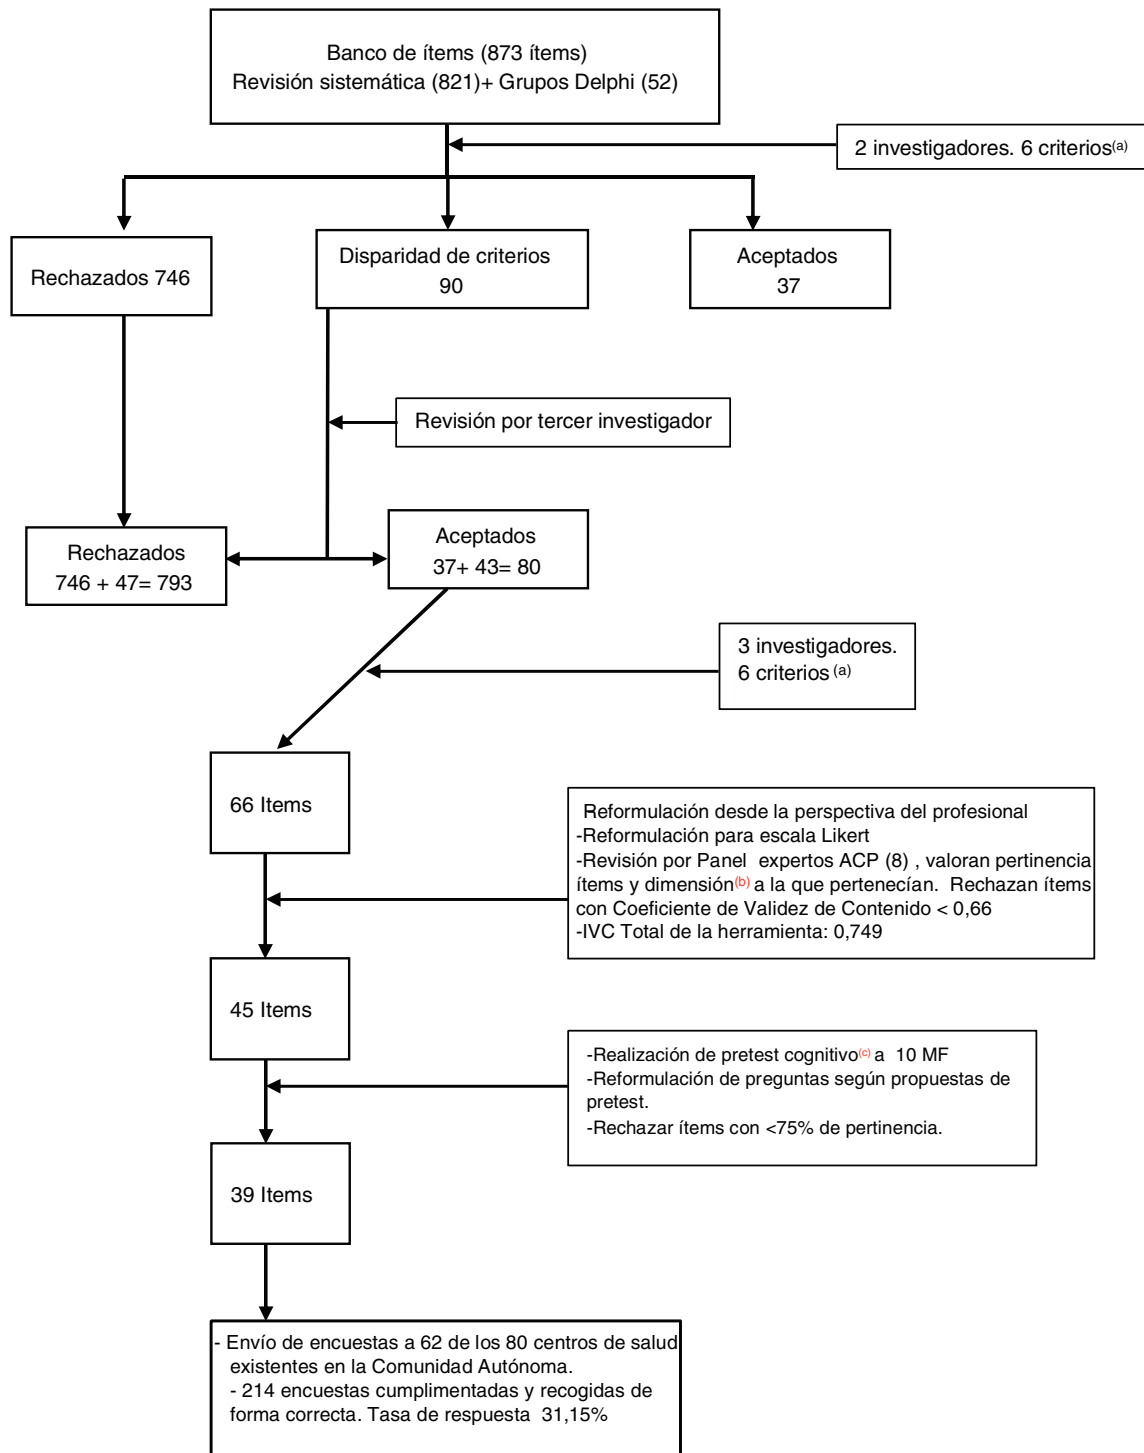 Banco de ítems (873 ítems)
Revisión sistemática (821)+ Grupos Delphi (52)
2 investigadores. 6 criterios(a)
Rechazados 746
Disparidad de criterios
90
Aceptados
37
Revisión por tercer investigador
Rechazados
746 + 47= 793
Aceptados
37+ 43= 80
3 investigadores.
6 criterios (a)
66 Items
Reformulación desde la perspectiva del profesional
-Reformulación para escala Likert
-Revisión por Panel expertos ACP (8) , valoran pertinencia
ítems y dimensión(b) a la que pertenecían. Rechazan ítems
con Coeficiente de Validez de Contenido < 0,66
-IVC Total de la herramienta: 0,749
45 Items
-Realización de pretest cognitivo(c) a 10 MF
-Reformulación de preguntas según propuestas de
pretest.
-Rechazar ítems con <75% de pertinencia.
39 Items
- Envío de encuestas a 62 de los 80 centros de salud
existentes en la Comunidad Autónoma.
- 214 encuestas cumplimentadas y recogidas de
forma correcta. Tasa de respuesta 31,15%